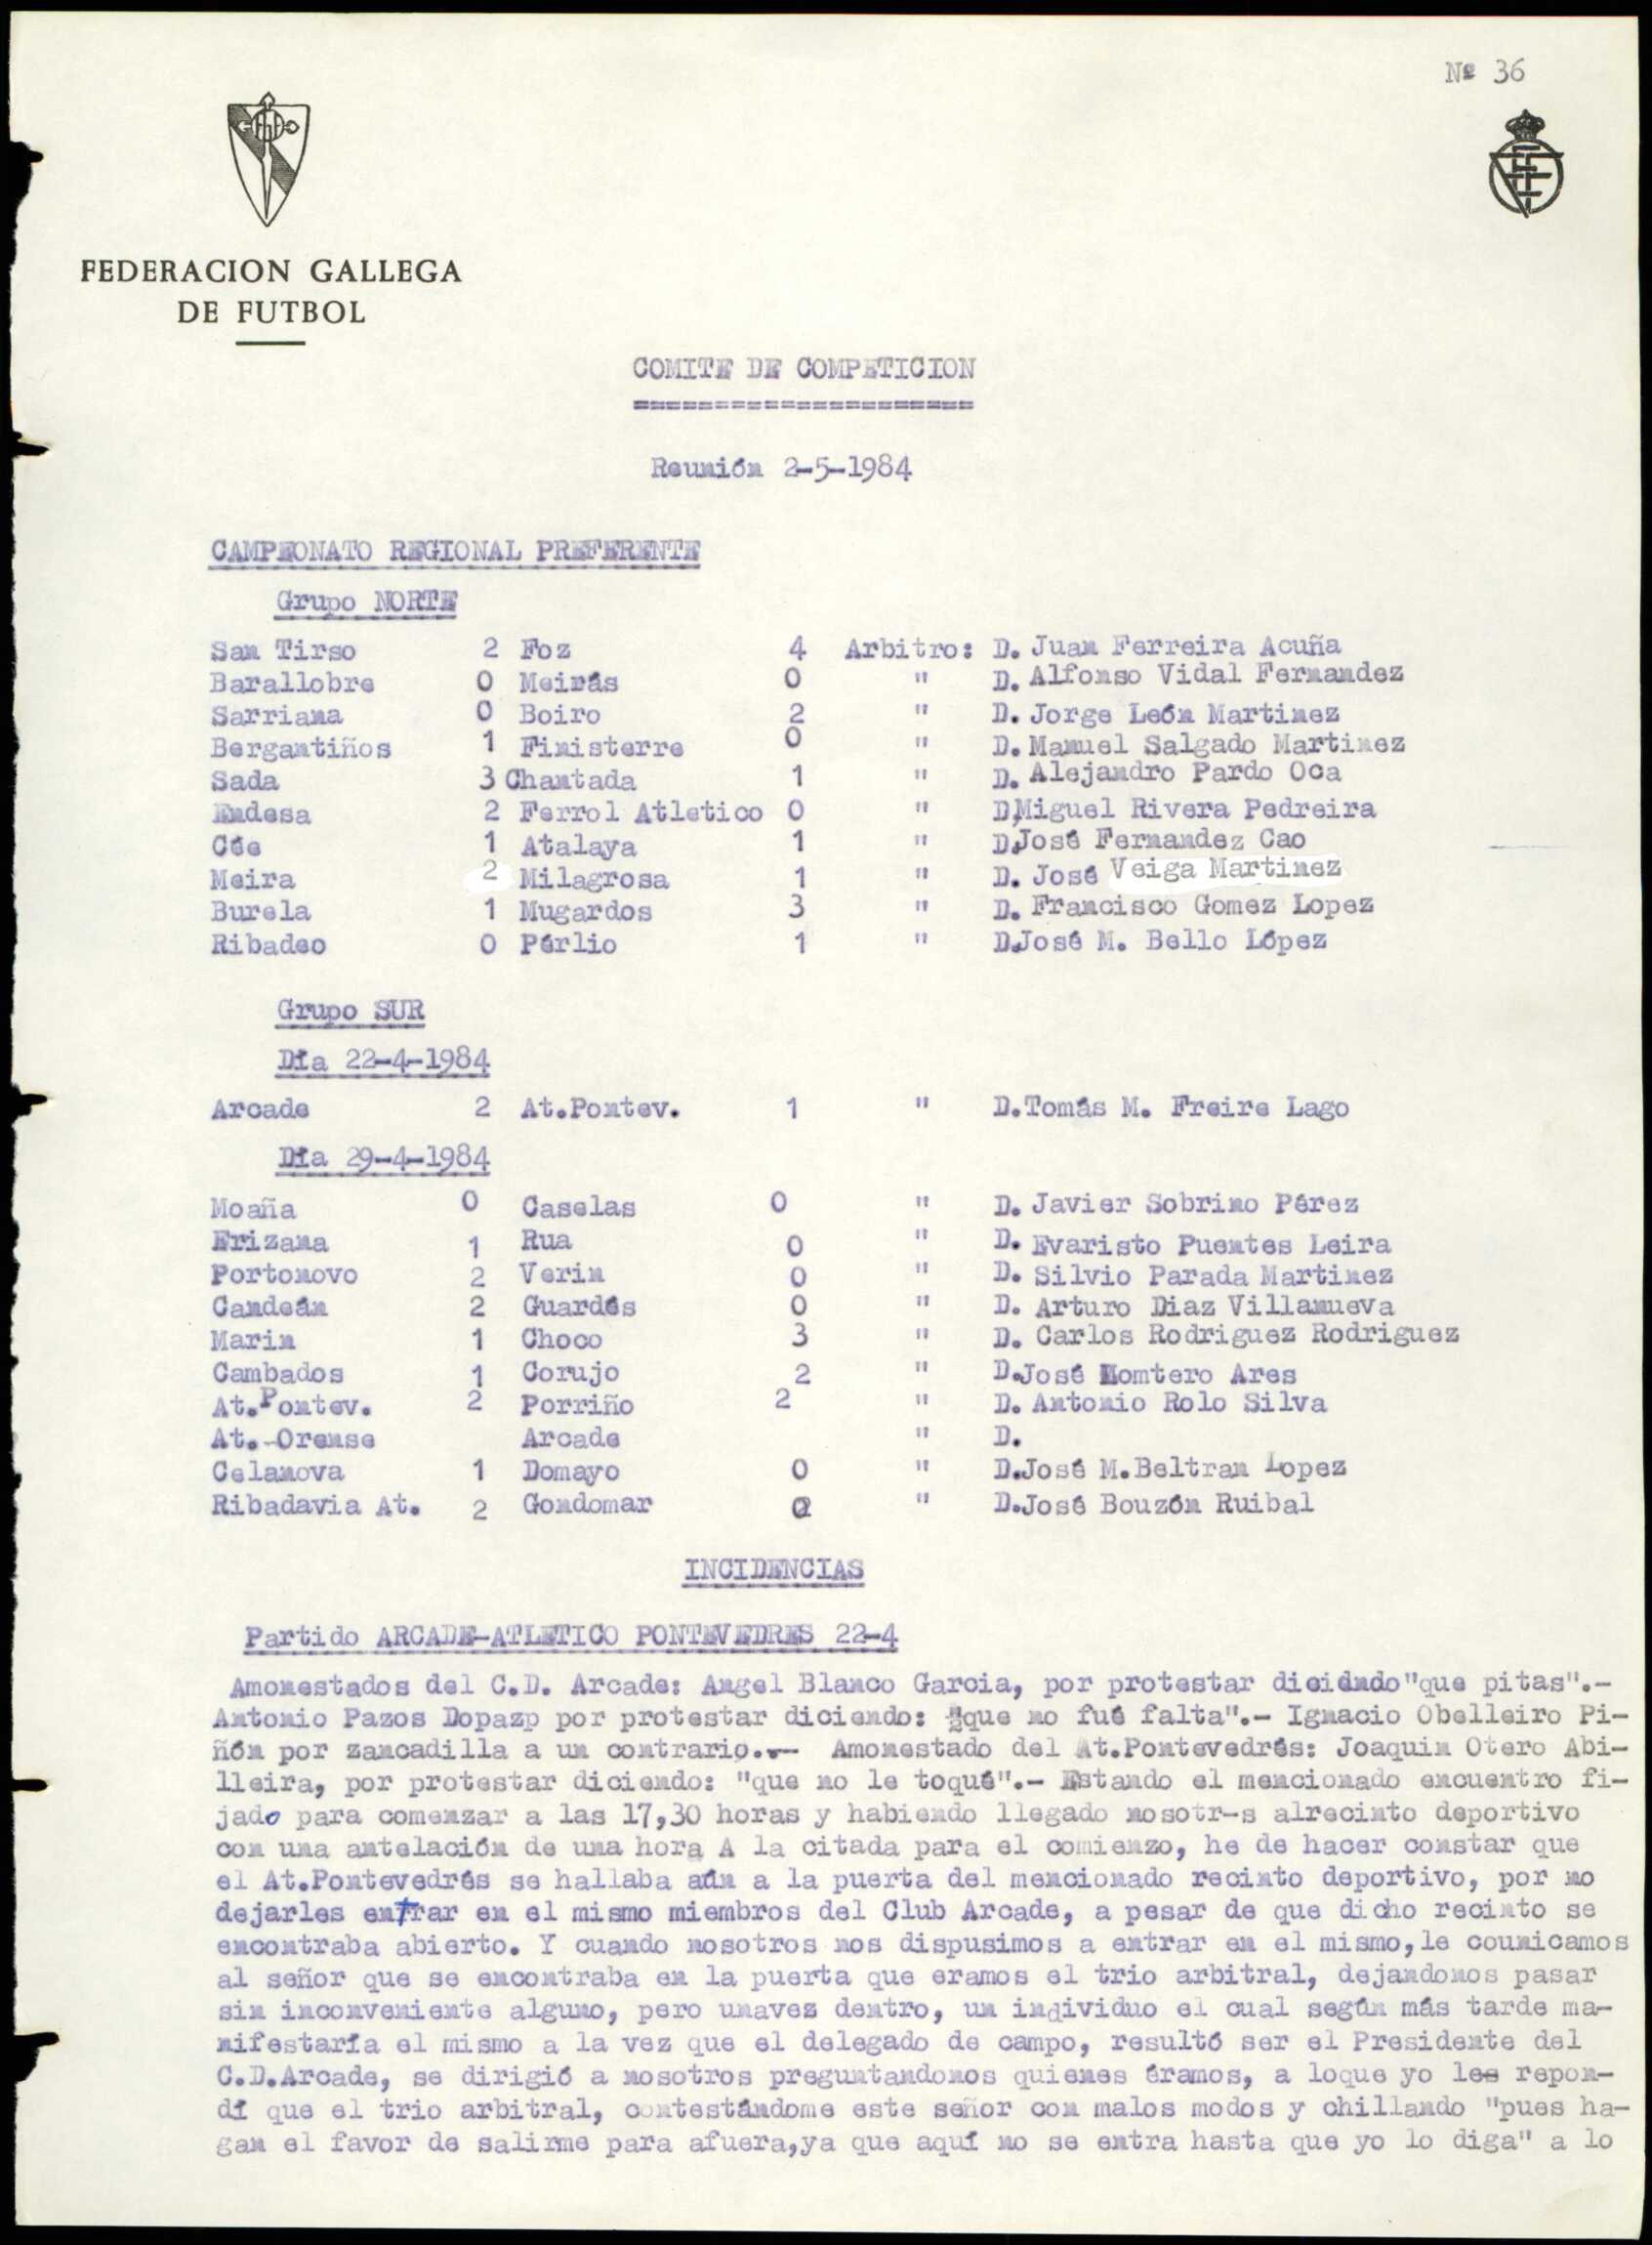 Nº 36
FEDERACION GALLEGA
DE FUTBOL
COMITE DE COMPETICION
=====================
Reunión 2-5-1984
CAMPEONATO REGIONAL PREFERENTE
Grupo NORTE
San Tirso 2 Foz 4 Arbitro: D. Juan Ferreira Acuña
Barallobre 0 Meirás 0 " D. Alfonso Vidal Fernandez
Sarriana 0 Boiro 2 " D. Jorge León Martinez
Bergantiños 1 Finisterre 0 " D. Manuel Salgado Martinez
Sada 3 Chantada 1 " D. Alejandro Pardo Oca
Endesa 2 Ferrol Atletico 0 " D,Miguel Rivera Pedreira
Cée 1 Atalaya 1 " D.José Fernandez Cao
Meira 2 Milagrosa 1 " D. José Veiga Martinez
Burela 1 Mugardos 3 " D. Francisco Gomez Lopez
Ribadeo 0 Pérlio 1 " D.José M. Bello López
Grupo SUR
Día 22-4-1984
Arcade 2 At.Pontev. 1 " D.Tomás M. Freire Lago
Día 29-4-1984
Moaña 0 Caselas 0 " D. Javier Sobrino Pérez
Erizana 1 Rua 0 " D. Evaristo Puentes Leira
Portonovo 2 Verin 0 " D. Silvio Parada Martinez
Candeán 2 Guardés 0 " D. Arturo Diaz Villanueva
Marin 1 Choco 3 " D. Carlos Rodriguez Rodriguez
Cambados 1 Corujo 2 " D.José Montero Ares
At.Pontev. 2 Porriño 2 " D. Antonio Rolo Silva
At.-Orense Arcade " D.
Celanova 1 Domayo 0 " D.José M.Beltran Lopez
Ribadavia At. 2 Gondomar " D.José Bouzón Ruibal
INCIDENCIAS
Partido ARCADE-ATLETICO PONTEVEDRES 22-4
Amonestados del C.D. Arcade: Angel Blanco Garcia, por protestar dicidndo"que pitas".-
Antonio Pazos Dopazp por protestar diciendo: "que no fué falta".- Ignacio Obelleiro Pi-
ñón por zancadilla a un contrario.-- Amonestado del At.Pontevedrés: Joaquin Otero Abi-
lleira, por protestar diciendo: "que no le toqué".- Estando el mencionado encuentro fi-
jado para comenzar a las 17,30 horas y habiendo llegado nosotr-s alrecinto deportivo
con una antelación de una hora A la citada para el comienzo, he de hacer constar que
el At.Pontevedrés se hallaba aún a la puerta del mencionado recinto deportivo, por no
dejarles entrar en el mismo miembros del Club Arcade, a pesar de que dicho recinto se
encontraba abierto. Y cuando nosotros nos dispusimos a entrar en el mismo,le counicamos
al señor que se encontraba en la puerta que eramos el trio arbitral, dejandonos pasar
sin inconveniente alguno, pero unavez dentro, un individuo el cual según más tarde ma-
nifestaría el mismo a la vez que el delegado de campo, resultó ser el Presidente del
C.D.Arcade, se dirigió a nosotros preguntandonos quienes éramos, a loque yo les repon-
dí que el trio arbitral, contestándome este señor con malos modos y chillando "pues ha-
gan el favor de salirme para afuera,ya que aquí no se entra hasta que yo lo diga" a lo